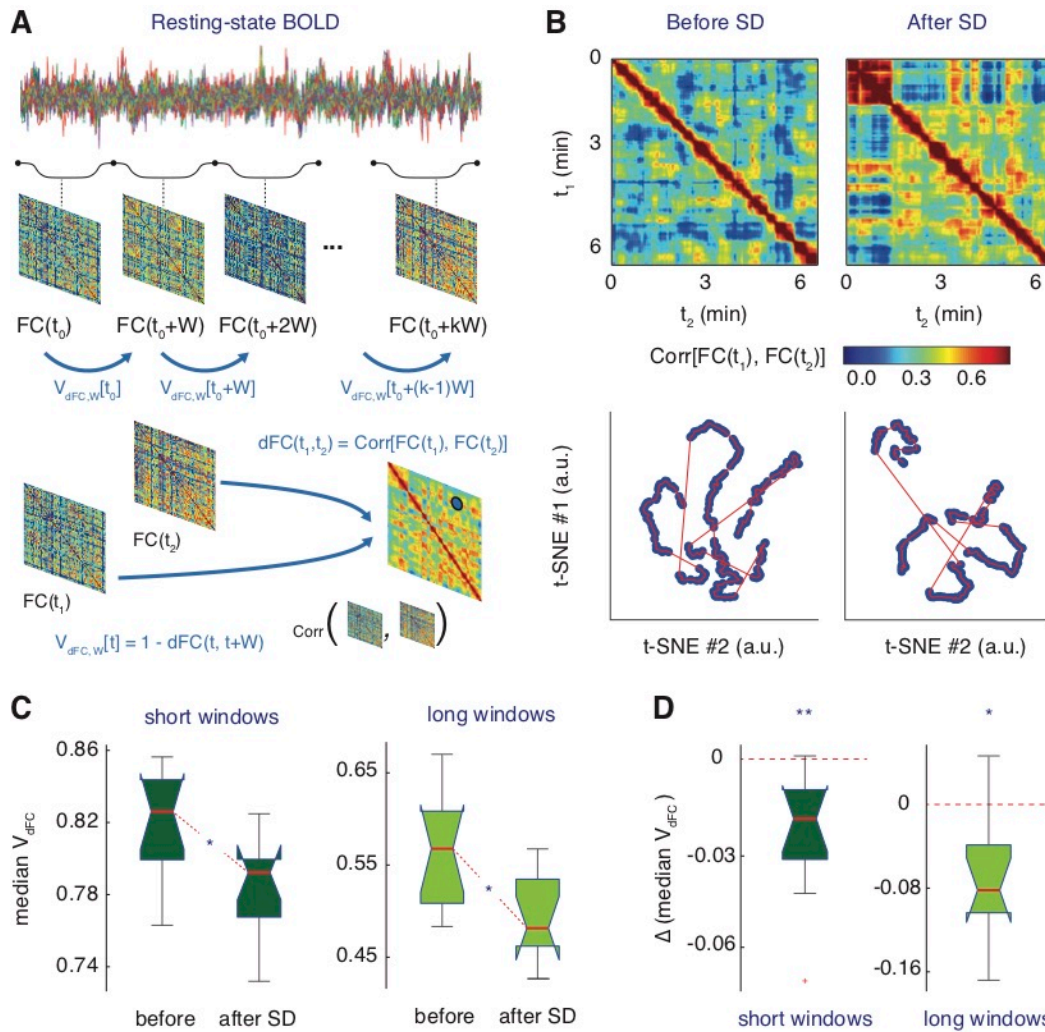 A
Resting-state BOLD
FC(t0)
FC(t0+W)
FC(t0+2W)
...
FC(t0+kW)
VdFC,W[t0]
VdFC,W[t0+W]
VdFC,W[t0+(k-1)W]
dFC(t1,t2) = Corr[FC(t1), FC(t2)]
FC(t2)
FC(t1)
Corr ( , )
VdFC, W[t] = 1 - dFC(t, t+W)
B
Before SD
After SD
0
3
6
t1 (min)
0
3
6
0
3
6
t2 (min)
t2 (min)
Corr[FC(t1), FC(t2)]
0.0
0.3
0.6
t-SNE #1 (a.u.)
t-SNE #2 (a.u.)
t-SNE #2 (a.u.)
C
short windows
long windows
median VdFC
0.86
0.82
0.78
0.74
*
before
after SD
0.65
0.55
0.45
*
before
after SD
D
**
*
Δ (median VdFC)
0
-0.03
-0.06
0
-0.08
-0.16
short windows
long windows